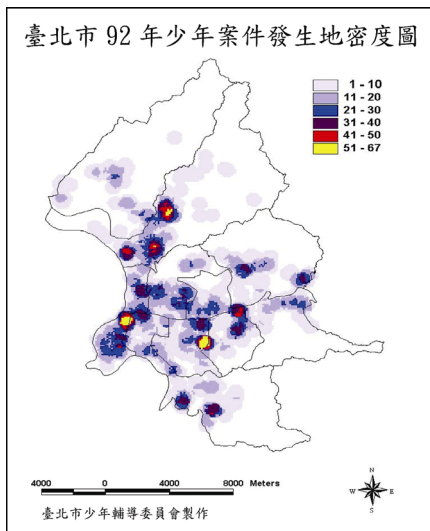 臺北市92年少年案件發生地密度圖
1 - 10
11 - 20
21 - 30
31 - 40
41 - 50
51 - 67
4000 0 4000 8000 Meters
臺北市少年輔導委員會製作
N
W E
S